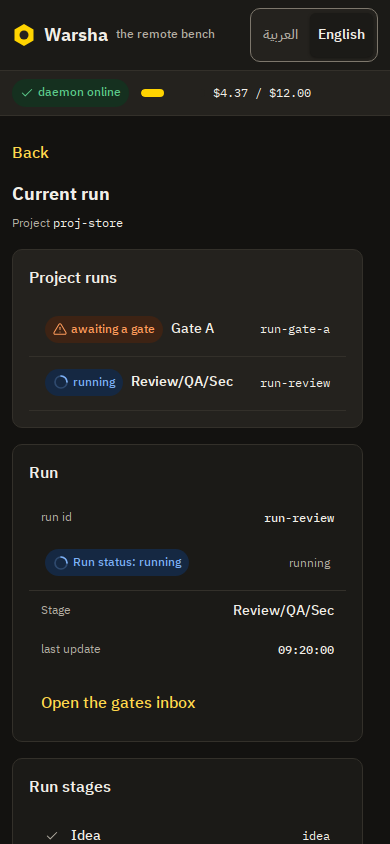 Warsha the remote bench العربية English
daemon online $4.37 / $12.00
Back
Current run
Project proj-store
Project runs
awaiting a gate Gate A run-gate-a
running Review/QA/Sec run-review
Run
run id run-review
Run status: running running
Stage Review/QA/Sec
last update 09:20:00
Open the gates inbox
Run stages
Idea idea